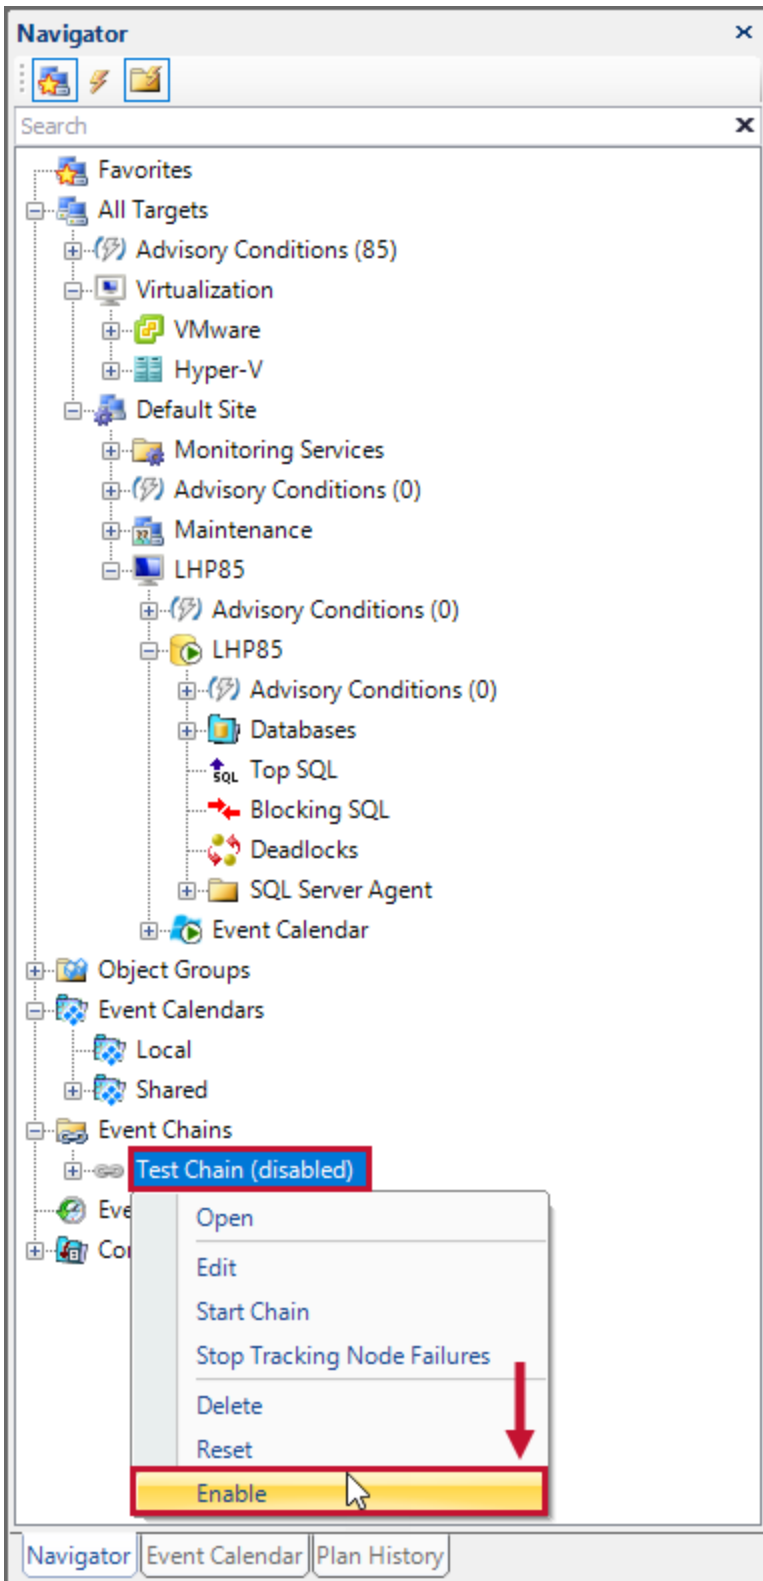 Navigator
Search
Favorites
All Targets
Advisory Conditions (85)
Virtualization
VMware
Hyper-V
Default Site
Monitoring Services
Advisory Conditions (0)
Maintenance
LHP85
Advisory Conditions (0)
LHP85
Advisory Conditions (0)
Databases
SQL Top SQL
Blocking SQL
Deadlocks
SQL Server Agent
Event Calendar
Object Groups
Event Calendars
Local
Shared
Event Chains
Test Chain (disabled)
Open
Edit
Start Chain
Stop Tracking Node Failures
Delete
Reset
Enable
Navigator Event Calendar Plan History